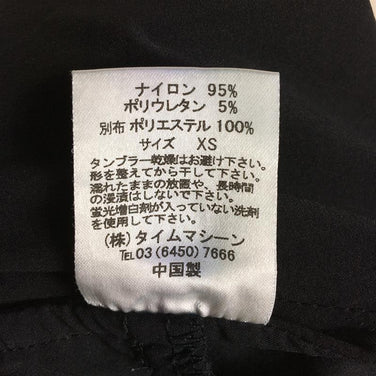 ナイロン 95%
ポリウレタン 5%
別布 ポリエステル 100%
サイズ XS
タンブラー乾燥はお避け下さい。
形を整えてから干して下さい。
濡れたままの放置や、長時間
の浸漬はしないで下さい。
蛍光増白剤が入っていない洗剤
を使用して下さい。
(株)タイムマシーン
TEL03(6450)7666
中国製